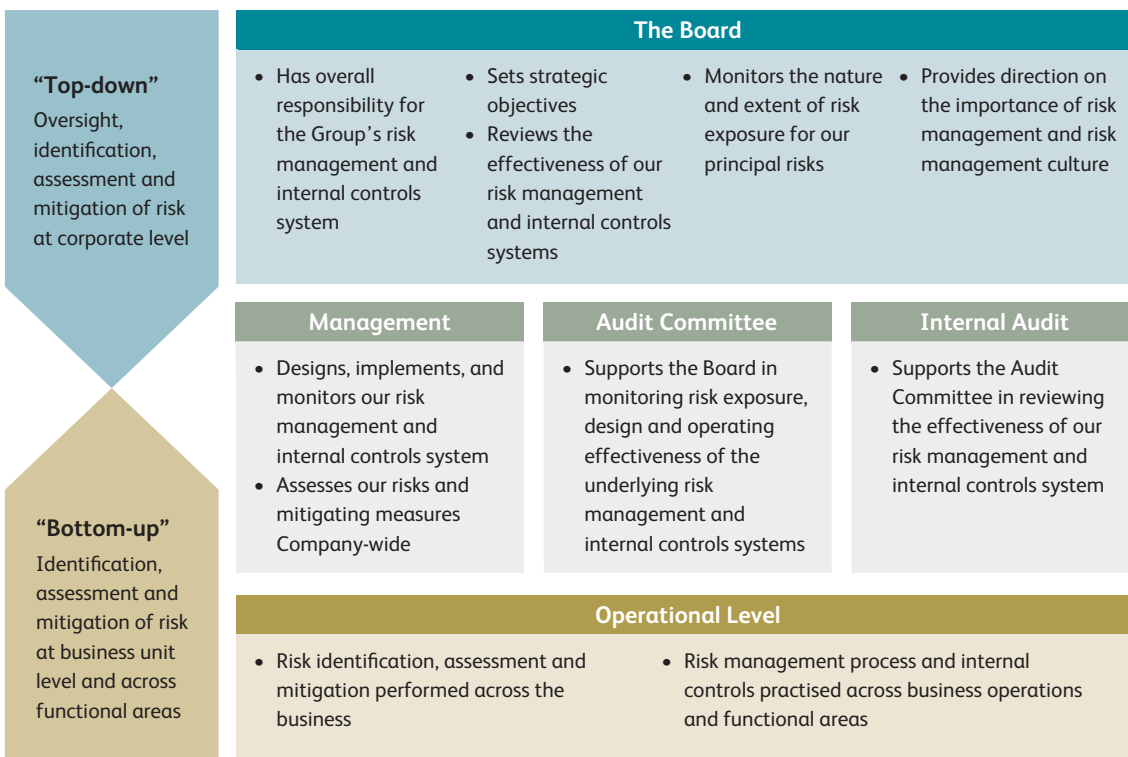 “Top-down”
Oversight,
identification,
assessment and
mitigation of risk
at corporate level
The Board
• Has overall
responsibility for
the Group’s risk
management and
internal controls
system
• Sets strategic
objectives
• Reviews the
effectiveness of our
risk management
and internal controls
systems
• Monitors the nature
and extent of risk
exposure for our
principal risks
• Provides direction on
the importance of risk
management and risk
management culture
Management
• Designs, implements, and
monitors our risk
management and
internal controls system
• Assesses our risks and
mitigating measures
Company-wide
Audit Committee
• Supports the Board in
monitoring risk exposure,
design and operating
effectiveness of the
underlying risk
management and
internal controls systems
Internal Audit
• Supports the Audit
Committee in reviewing
the effectiveness of our
risk management and
internal controls system
“Bottom-up”
Identification,
assessment and
mitigation of risk
at business unit
level and across
functional areas
Operational Level
• Risk identification, assessment and
mitigation performed across the
business
• Risk management process and internal
controls practised across business operations
and functional areas